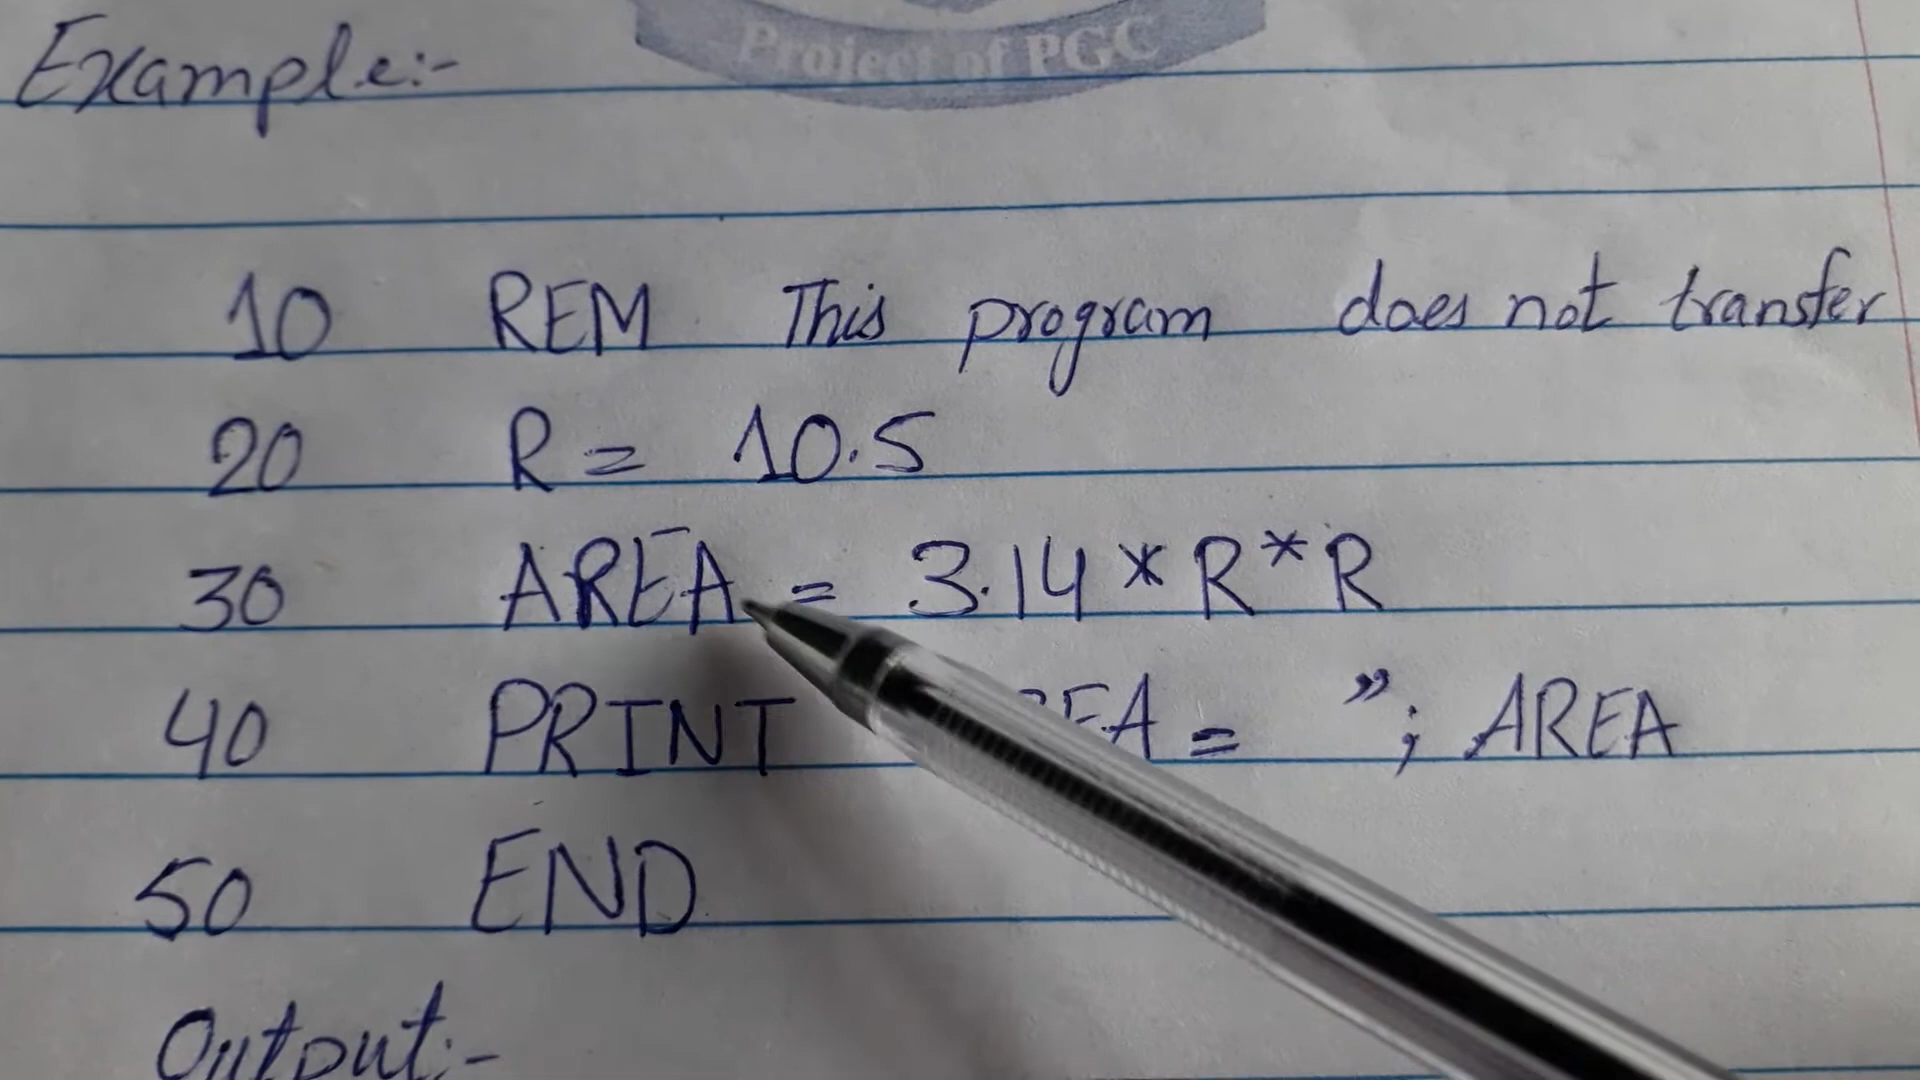 Project of PGC
Example:-
10 REM This program does not transfer
20 R = 10.5
30 AREA = 3.14 * R * R
40 PRINT EA = "; AREA
50 END
Output:-